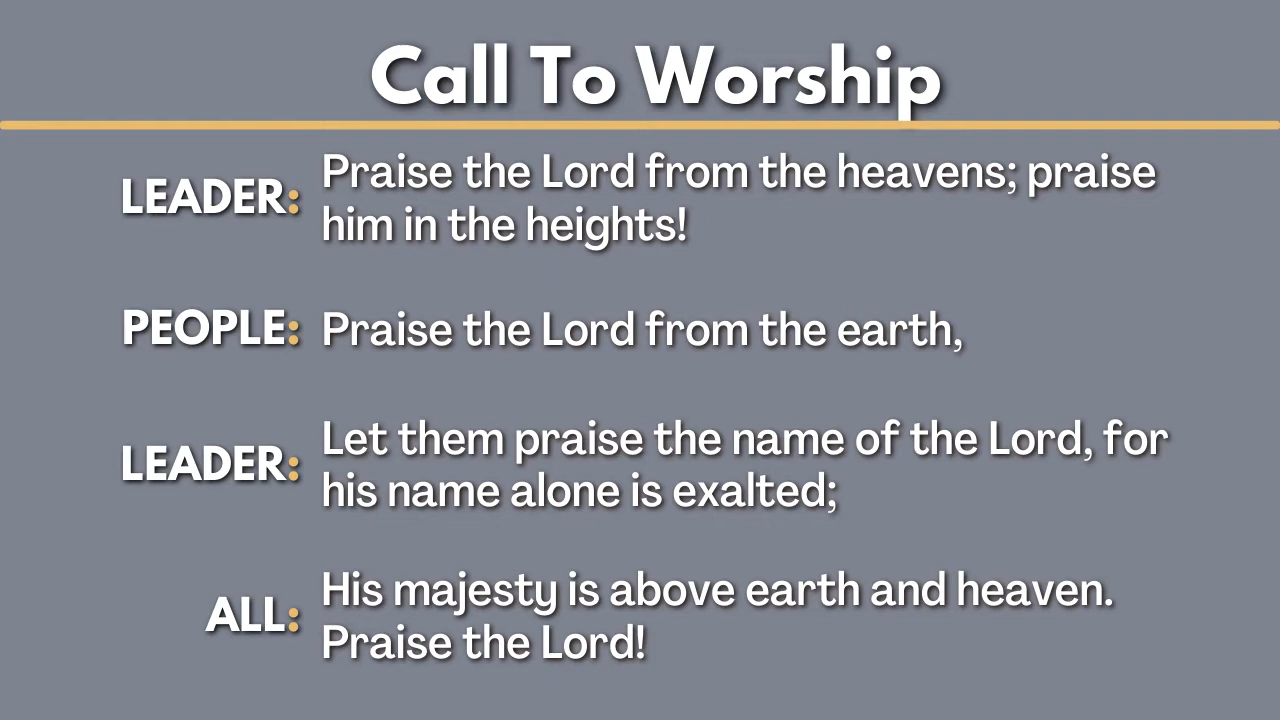 Call To Worship
LEADER: Praise the Lord from the heavens; praise
him in the heights!
PEOPLE: Praise the Lord from the earth,
LEADER: Let them praise the name of the Lord, for
his name alone is exalted;
ALL: His majesty is above earth and heaven.
Praise the Lord!